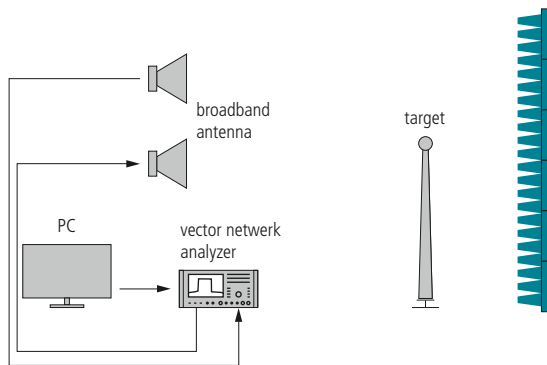 broadband
antenna
target
PC
vector netwerk
analyzer